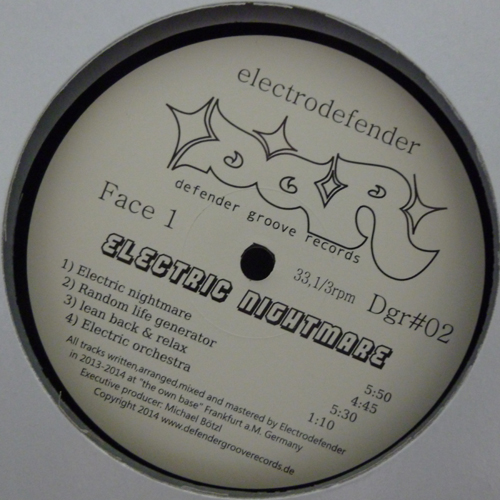 electrodefender
DGR
defender groove records
Face 1
33,1/3rpm
Dgr#02
ELECTRIC NIGHTMARE
1) Electric nightmare 5:50
2) Random life generator 4:45
3) lean back & relax 5:30
4) Electric orchestra 1:10
All tracks written,arranged,mixed and mastered by Electrodefender
in 2013-2014 at "the own base" Frankfurt a.M. Germany
Executive producer: Michael Bötzl
Copyright 2014 www.defendergrooverecords.de